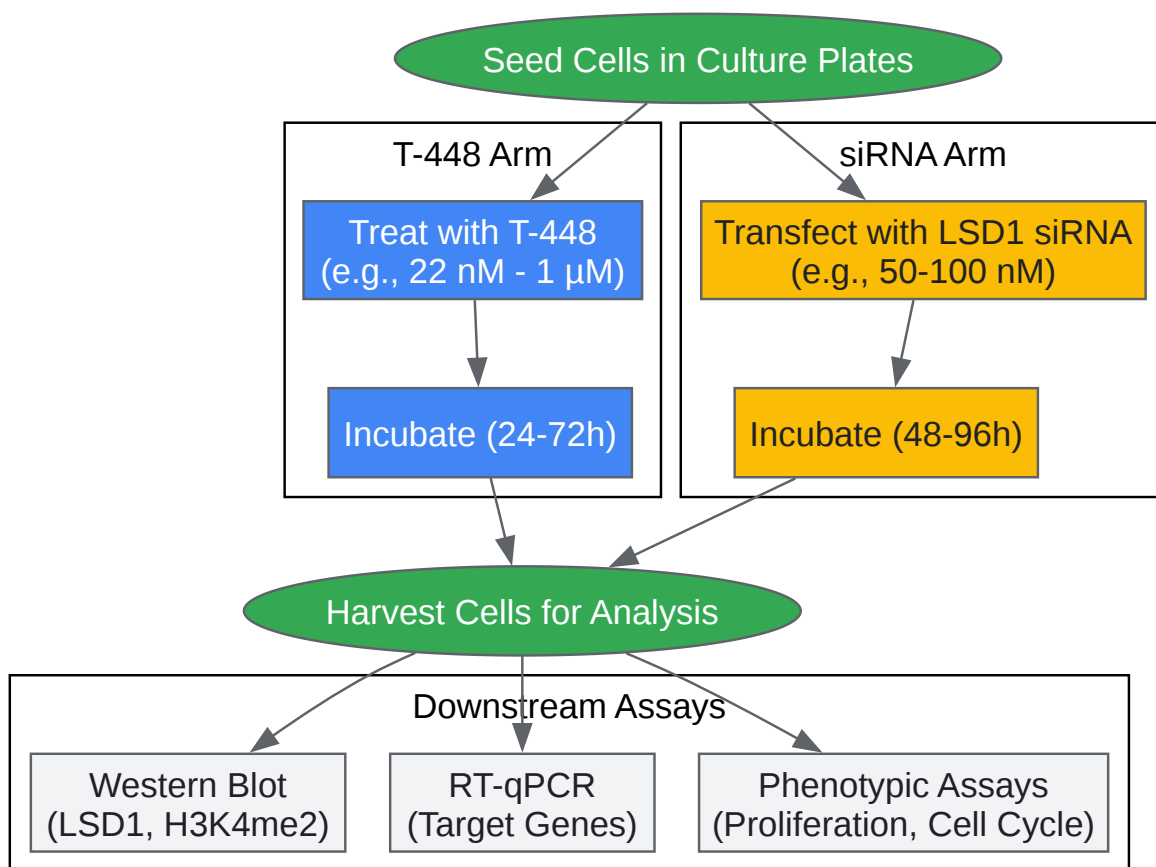 Seed Cells in Culture Plates
T-448 Arm
Treat with T-448
(e.g., 22 nM - 1 µM)
Incubate (24-72h)
siRNA Arm
Transfect with LSD1 siRNA
(e.g., 50-100 nM)
Incubate (48-96h)
Harvest Cells for Analysis
Downstream Assays
Western Blot
(LSD1, H3K4me2)
RT-qPCR
(Target Genes)
Phenotypic Assays
(Proliferation, Cell Cycle)